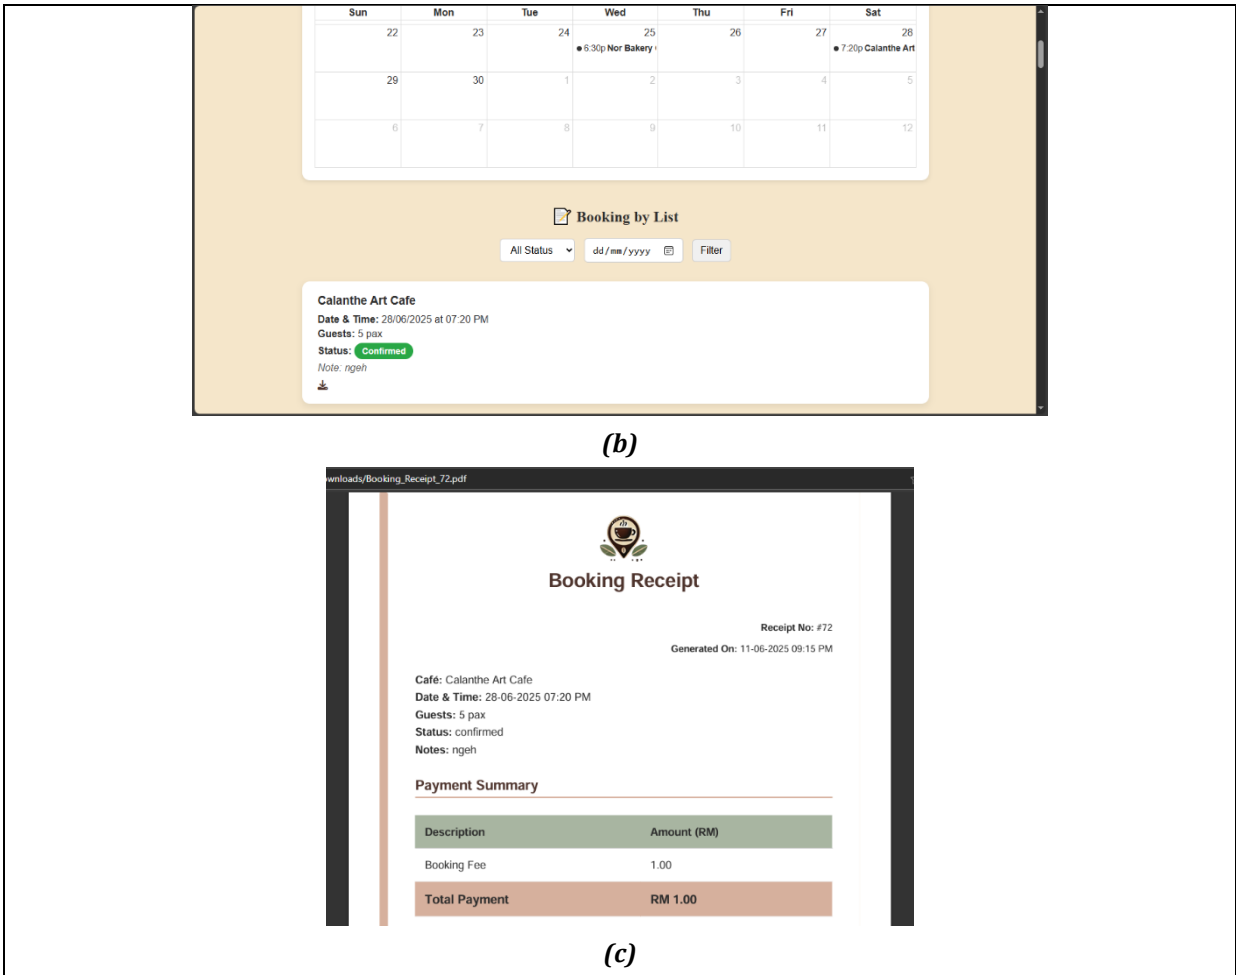 Sun Mon Tue Wed Thu Fri Sat
22 23 24 25 26 27 28
6:30p Nor Bakery 7:20p Calanthe Art
29 30 1 2 3 4 5
6 7 8 9 10 11 12
Booking by List
All Status dd/mm/yyyy Filter
Calanthe Art Cafe
Date & Time: 28/06/2025 at 07:20 PM
Guests: 5 pax
Status: Confirmed
Note: ngeh
(b)
wnloads/Booking_Receipt_72.pdf
Booking Receipt
Receipt No: #72
Generated On: 11-06-2025 09:15 PM
Café: Calanthe Art Cafe
Date & Time: 28-06-2025 07:20 PM
Guests: 5 pax
Status: confirmed
Notes: ngeh
Payment Summary
Description Amount (RM)
Booking Fee 1.00
Total Payment RM 1.00
(c)